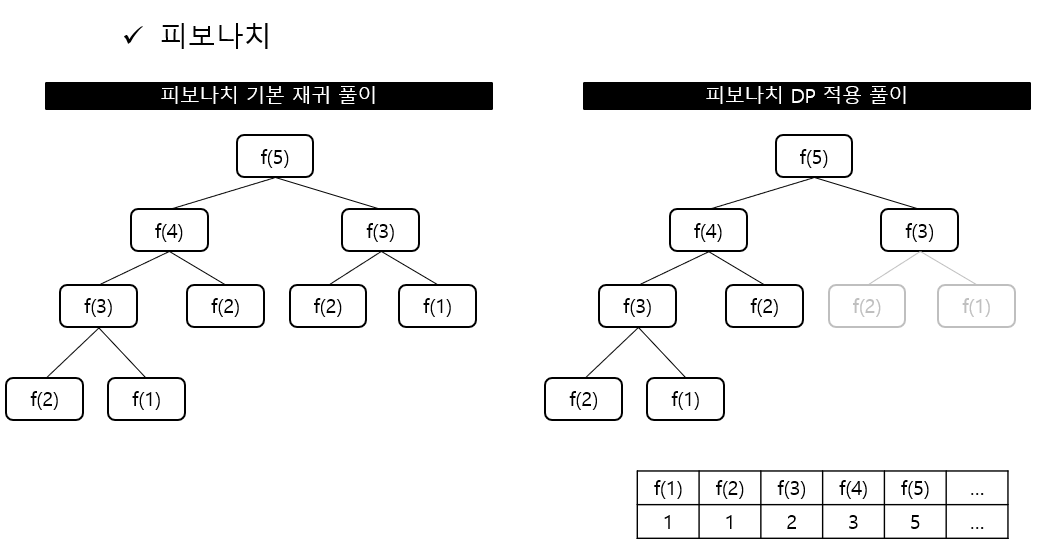 ✓ 피보나치
피보나치 기본 재귀 풀이
f(5)
f(4) f(3)
f(3) f(2) f(2) f(1)
f(2) f(1)
피보나치 DP 적용 풀이
f(5)
f(4) f(3)
f(3) f(2) f(2) f(1)
f(2) f(1)
f(1) f(2) f(3) f(4) f(5) ...
1 1 2 3 5 ...